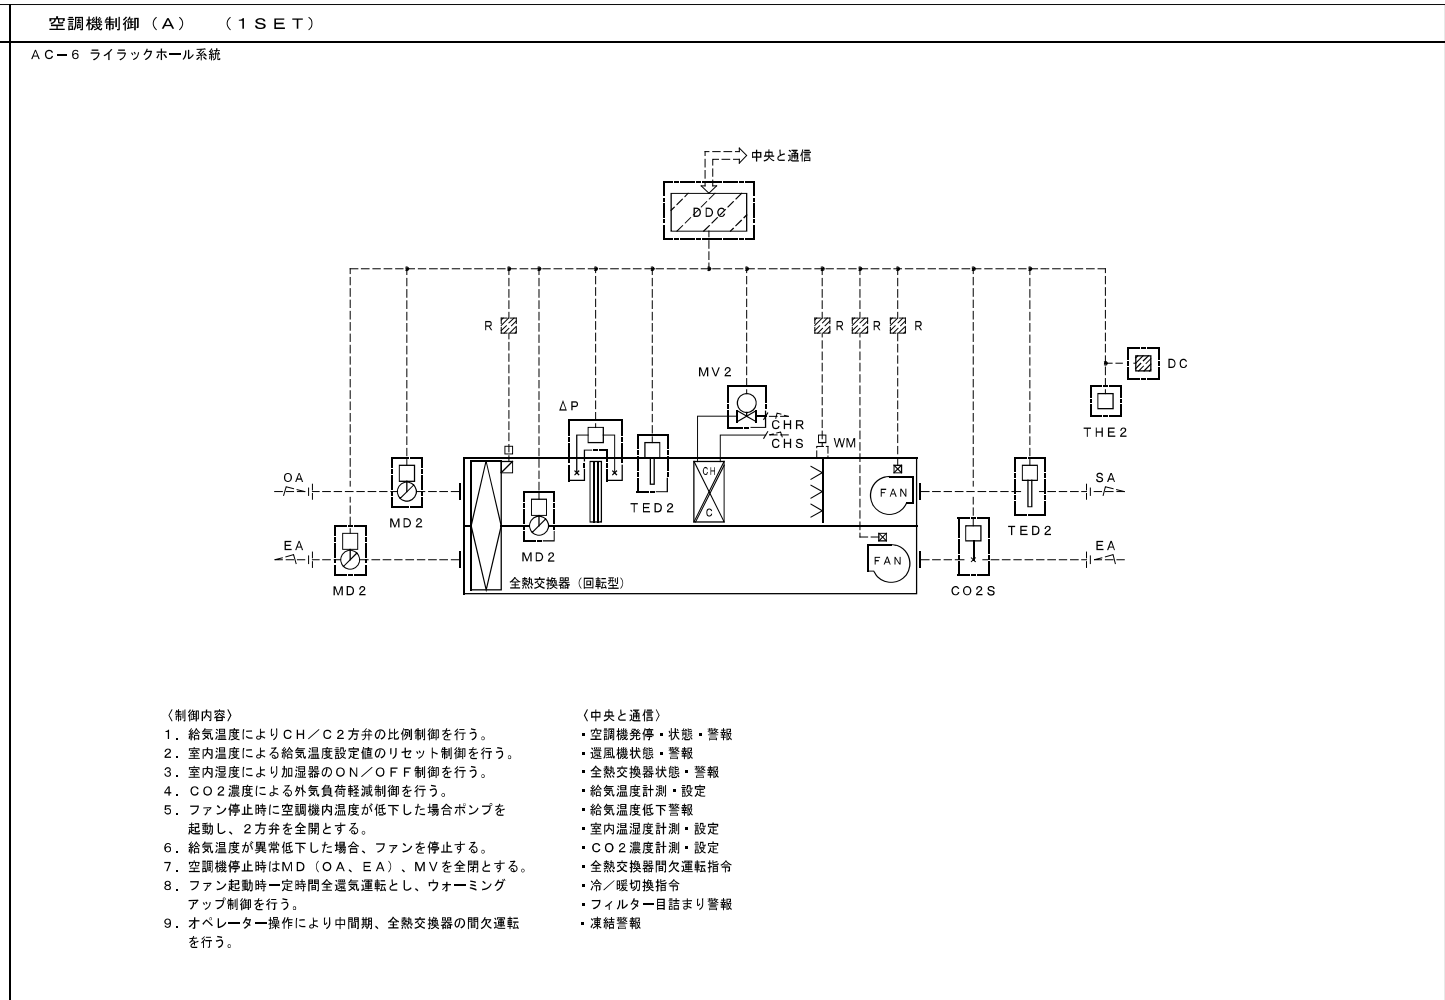 空調機制御（A）　（1SET）
AC－6 ライラックホール系統
中央と通信
DDC
R
R
R
R
DC
MV2
ΔP
THE2
CHR
CHS
WM
CH
C
OA
MD2
TED2
FAN
SA
TED2
EA
MD2
MD2
FAN
EA
CO2S
全熱交換器（回転型）
〈制御内容〉
1．給気温度によりCH／C2方弁の比例制御を行う。
2．室内温度による給気温度設定値のリセット制御を行う。
3．室内湿度により加湿器のON／OFF制御を行う。
4．CO2濃度による外気負荷軽減制御を行う。
5．ファン停止時に空調機内温度が低下した場合ポンプを
起動し、2方弁を全開とする。
6．給気温度が異常低下した場合、ファンを停止する。
7．空調機停止時はMD（OA、EA）、MVを全閉とする。
8．ファン起動時一定時間全還気運転とし、ウォーミング
アップ制御を行う。
9．オペレーター操作により中間期、全熱交換器の間欠運転
を行う。
〈中央と通信〉
・空調機発停・状態・警報
・還風機状態・警報
・全熱交換器状態・警報
・給気温度計測・設定
・給気温度低下警報
・室内温湿度計測・設定
・CO2濃度計測・設定
・全熱交換器間欠運転指令
・冷／暖切換指令
・フィルター目詰まり警報
・凍結警報